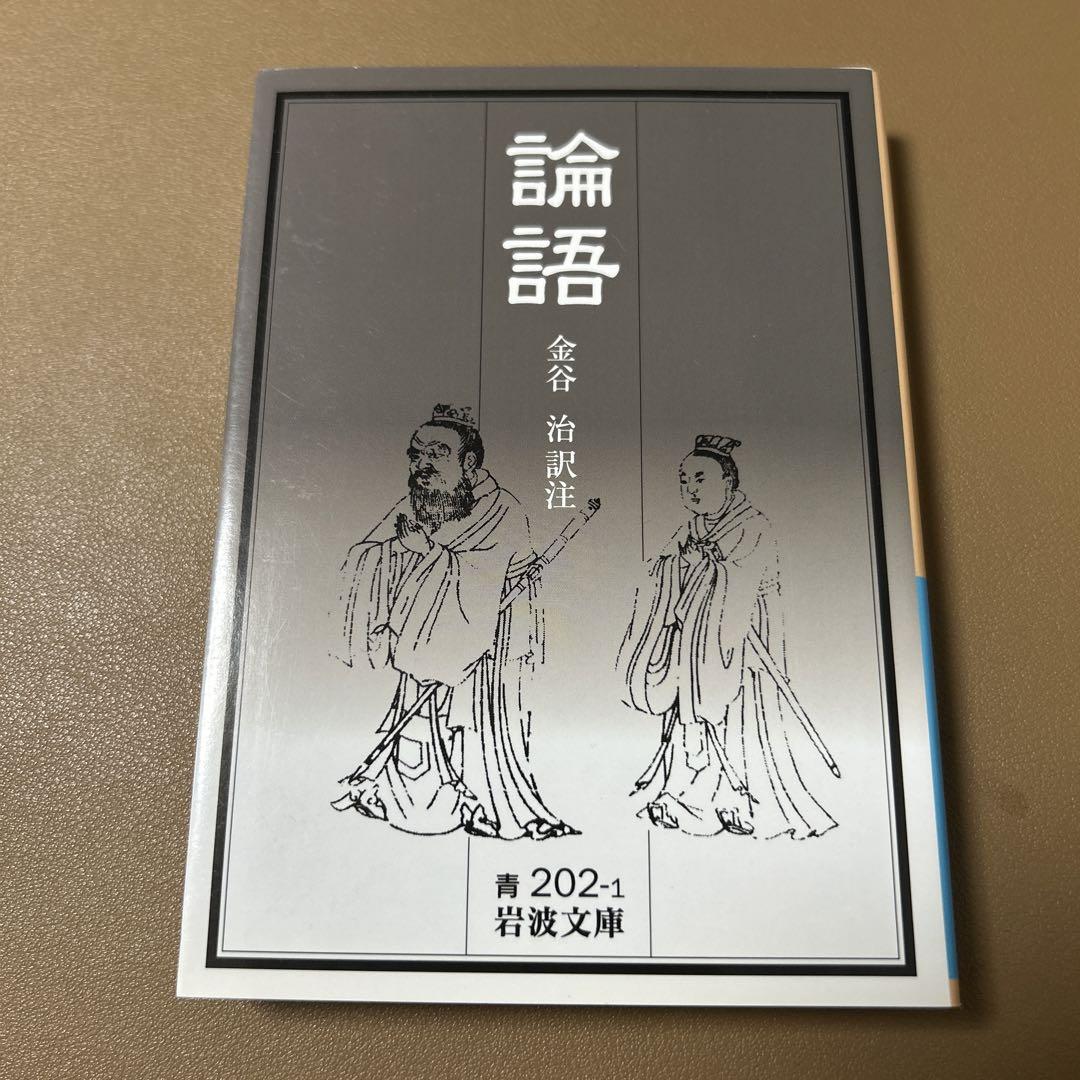 論語
金谷 治 訳注
青 202-1
岩波文庫